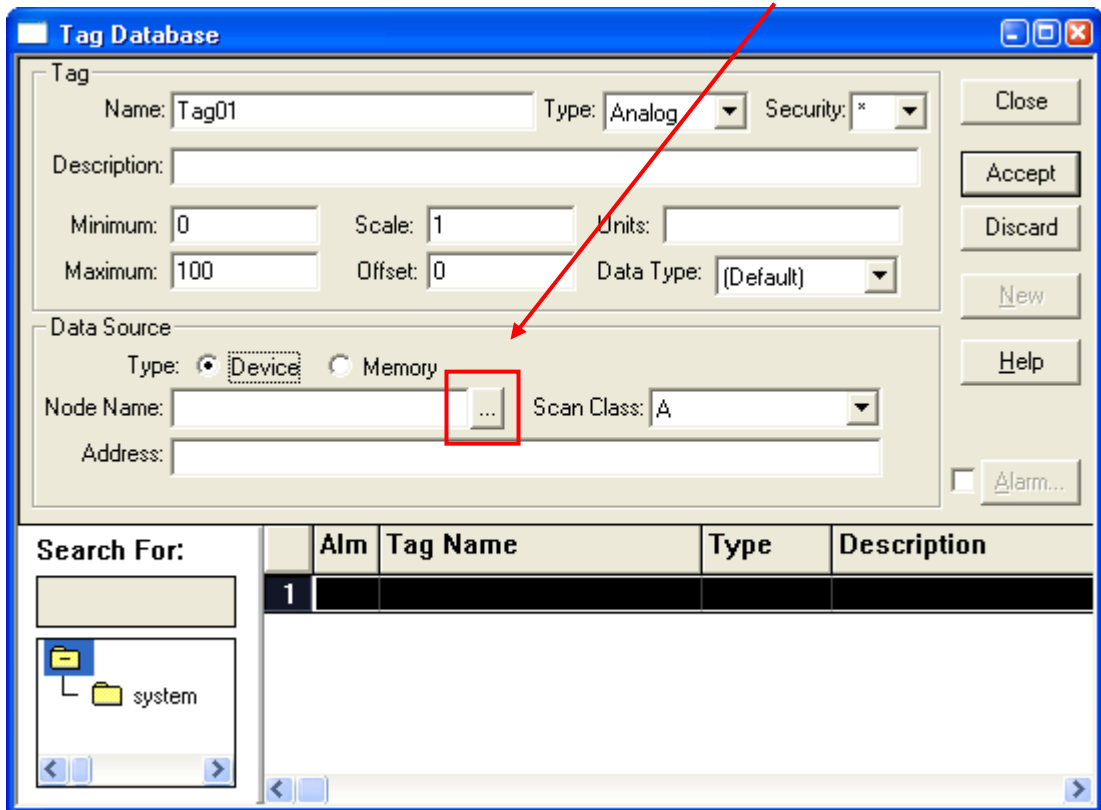 Tag Database
Tag
Name: Tag01 Type: Analog Security: * Close
Description: Accept
Minimum: 0 Scale: 1 Units: Discard
Maximum: 100 Offset: 0 Data Type: (Default)
New
Data Source
Type: Device Memory Help
Node Name: ... Scan Class: A
Address:
Alarm...
Search For: Alm Tag Name Type Description
1
system